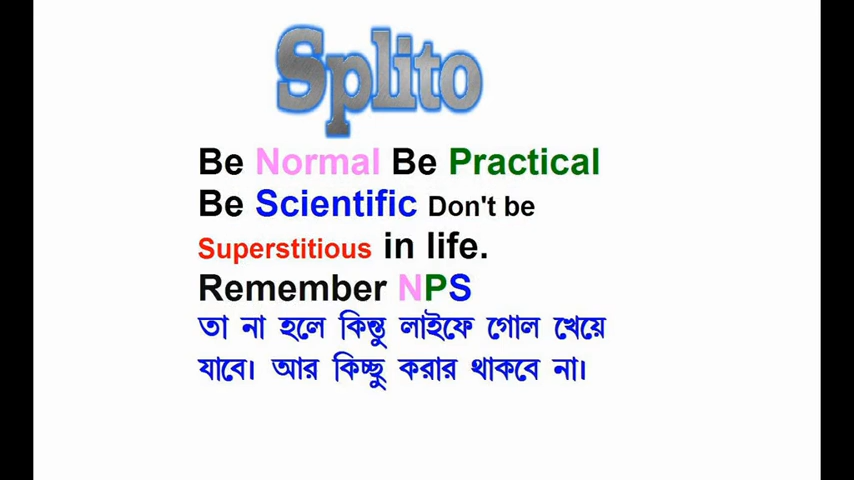 Splito
Be Normal Be Practical
Be Scientific Don't be
Superstitious in life.
Remember NPS
তা না হলে কিন্তু লাইফে গোল খেয়ে
যাবে। আর কিচ্ছু করার থাকবে না।